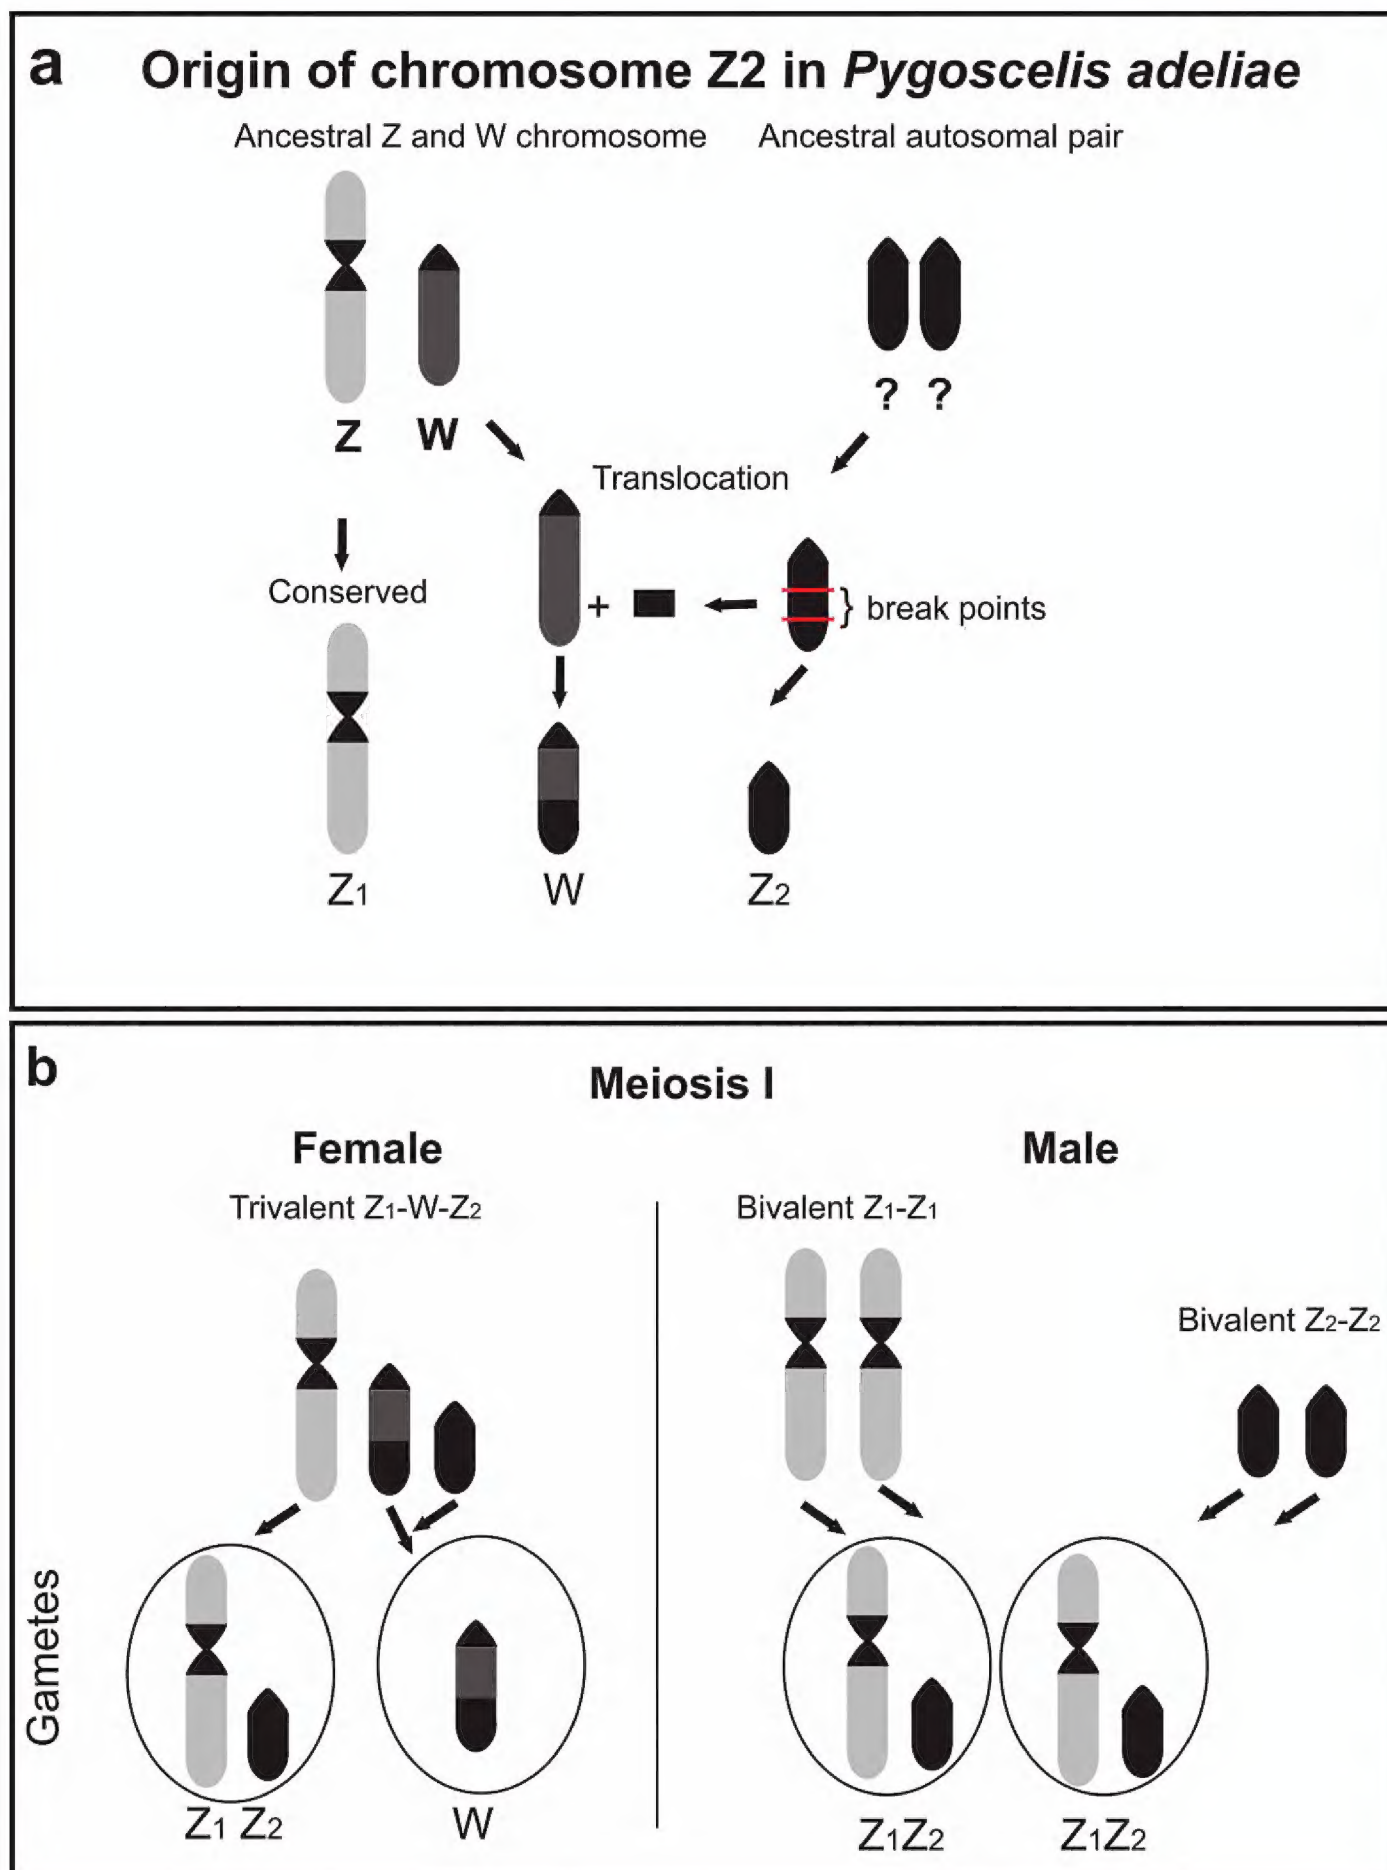 a
Origin of chromosome Z2 in Pygoscelis adeliae
Ancestral Z and W chromosome
Ancestral autosomal pair
? ?
Z W
Translocation
Conserved
+
} break points
Z1 W Z2
b
Meiosis I
Female
Male
Trivalent Z1-W-Z2
Bivalent Z1-Z1
Bivalent Z2-Z2
Gametes
Z1 Z2
W
Z1Z2
Z1Z2